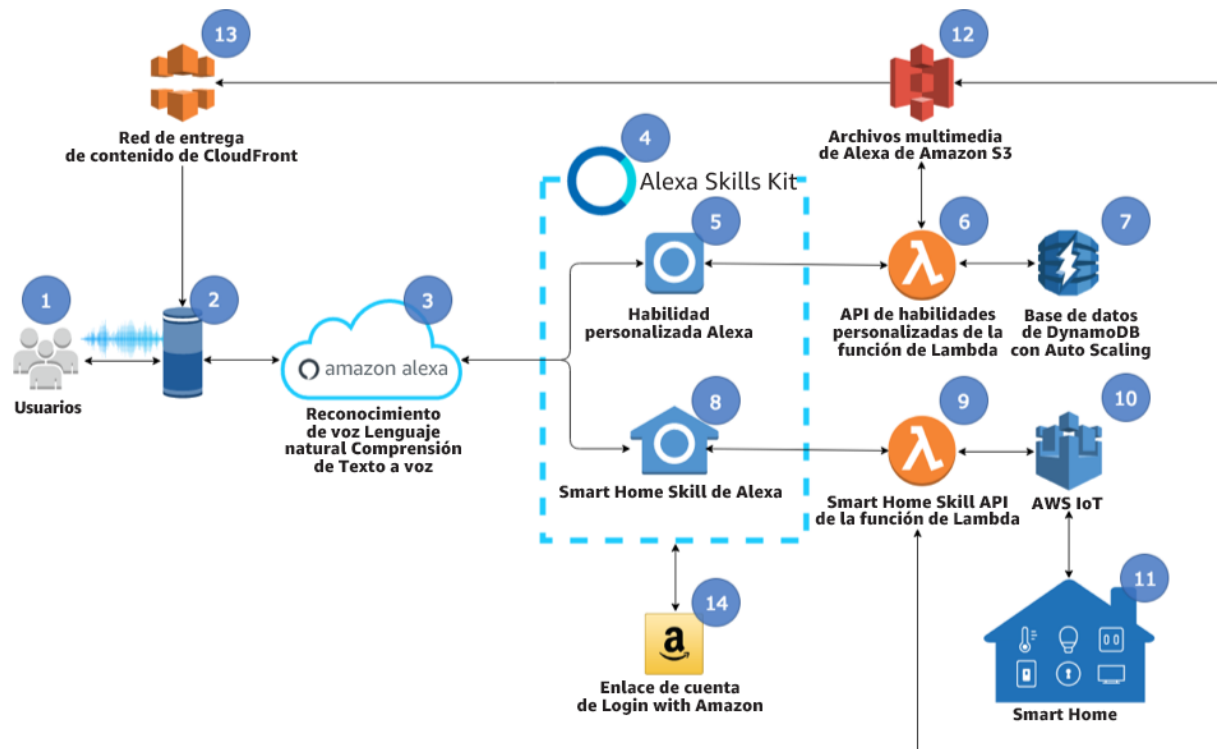 13
12
Red de entrega
de contenido de CloudFront
Archivos multimedia
de Alexa de Amazon S3
4
Alexa Skills Kit
5
6
7
1
2
3
Habilidad
personalizada Alexa
API de habilidades
personalizadas de la
función de Lambda
Base de datos
de DynamoDB
con Auto Scaling
amazon alexa
Usuarios
Reconocimiento
de voz Lenguaje
natural Comprensión
de Texto a voz
8
9
10
Smart Home Skill de Alexa
Smart Home Skill API
de la función de Lambda
AWS IoT
14
11
a
Enlace de cuenta
de Login with Amazon
Smart Home